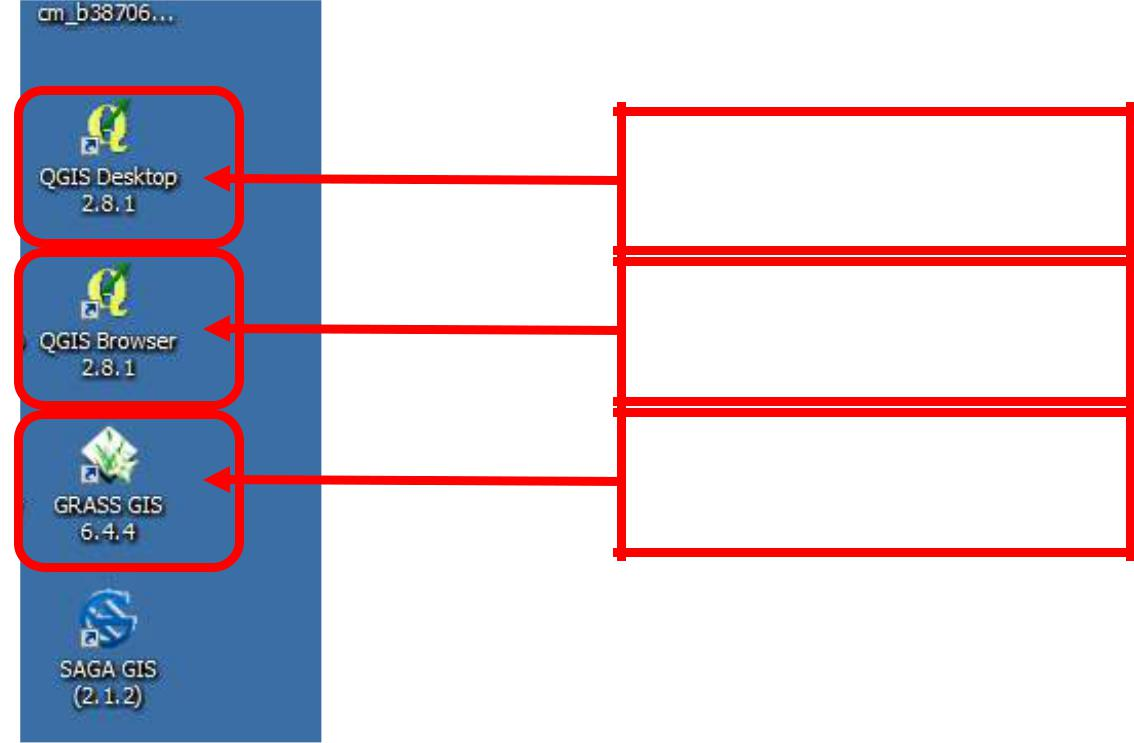 cm_b38706...
QGIS Desktop
2.8.1
QGIS Browser
2.8.1
GRASS GIS
6.4.4
SAGA GIS
(2.1.2)